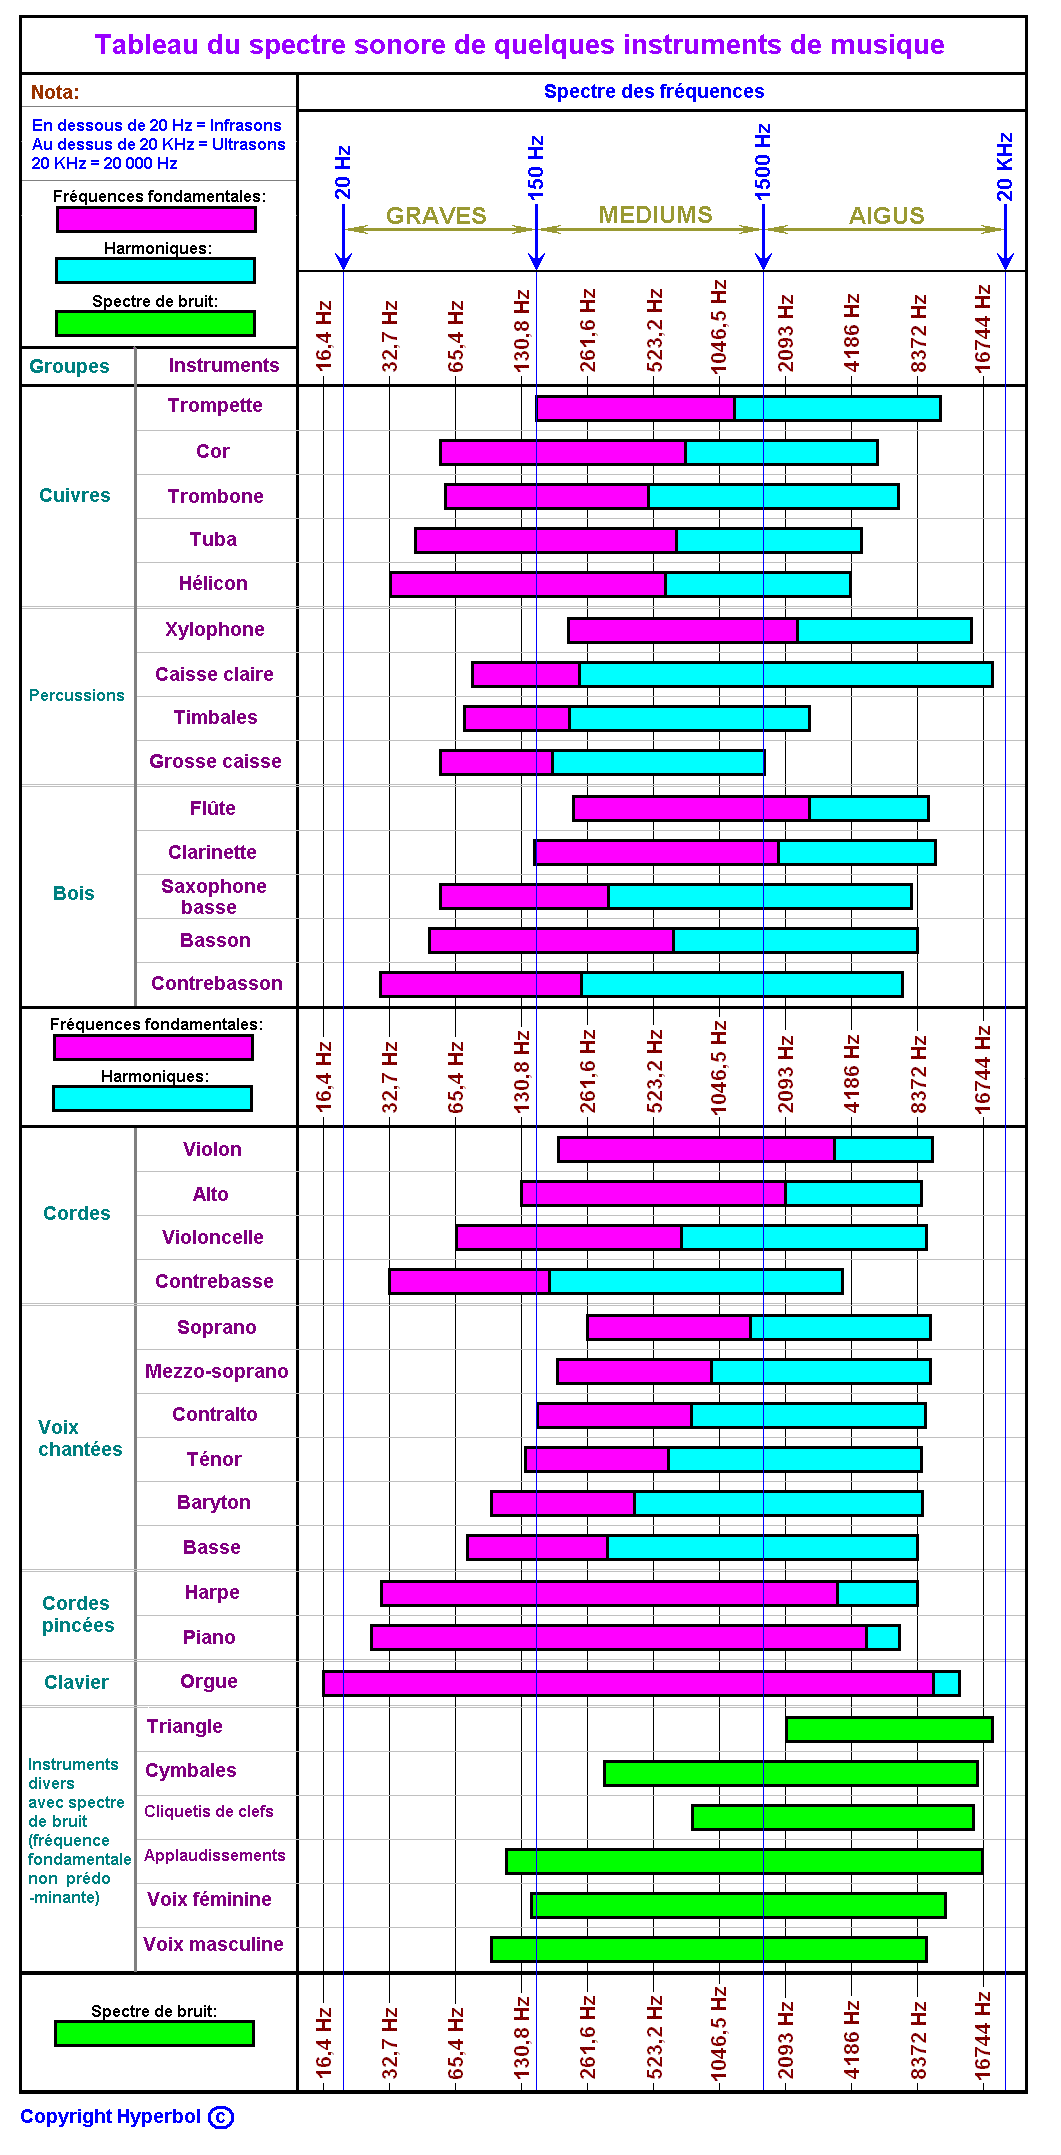 Tableau du spectre sonore de quelques instruments de musique
Nota:
Spectre des fréquences
En dessous de 20 Hz = Infrasons
Au dessus de 20 KHz = Ultrasons
20 KHz = 20 000 Hz
20 Hz
150 Hz
1500 Hz
20 KHz
GRAVES
MEDIUMS
AIGUS
Fréquences fondamentales:
Harmoniques:
Spectre de bruit:
16,4 Hz
32,7 Hz
65,4 Hz
130,8 Hz
261,6 Hz
523,2 Hz
1046,5 Hz
2093 Hz
4186 Hz
8372 Hz
16744 Hz
Groupes
Instruments
Cuivres
Trompette
Cor
Trombone
Tuba
Hélicon
Percussions
Xylophone
Caisse claire
Timbales
Grosse caisse
Bois
Flûte
Clarinette
Saxophone
basse
Basson
Contrebasson
Fréquences fondamentales:
Harmoniques:
16,4 Hz
32,7 Hz
65,4 Hz
130,8 Hz
261,6 Hz
523,2 Hz
1046,5 Hz
2093 Hz
4186 Hz
8372 Hz
16744 Hz
Cordes
Violon
Alto
Violoncelle
Contrebasse
Voix
chantées
Soprano
Mezzo-soprano
Contralto
Ténor
Baryton
Basse
Cordes
pincées
Harpe
Piano
Clavier
Orgue
Instruments
divers
avec spectre
de bruit
(fréquence
fondamentale
non prédo
-minante)
Triangle
Cymbales
Cliquetis de clefs
Applaudissements
Voix féminine
Voix masculine
Spectre de bruit:
16,4 Hz
32,7 Hz
65,4 Hz
130,8 Hz
261,6 Hz
523,2 Hz
1046,5 Hz
2093 Hz
4186 Hz
8372 Hz
16744 Hz
Copyright Hyperbol ©